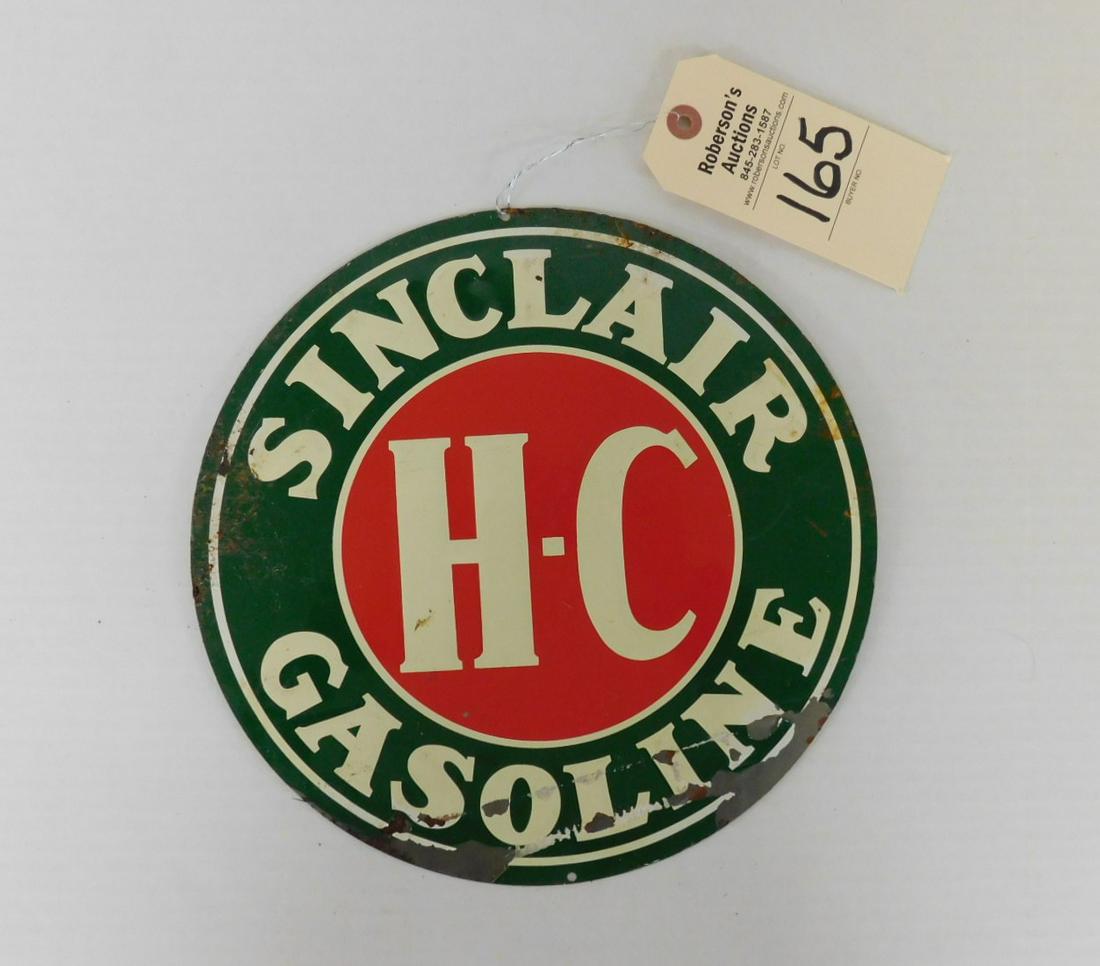 Roberson's
Auctions
845-283-1587
www.robersonsauctions.com
LOT NO.
165
BUYER NO.
SINCLAIR
H-C
GASOLINE